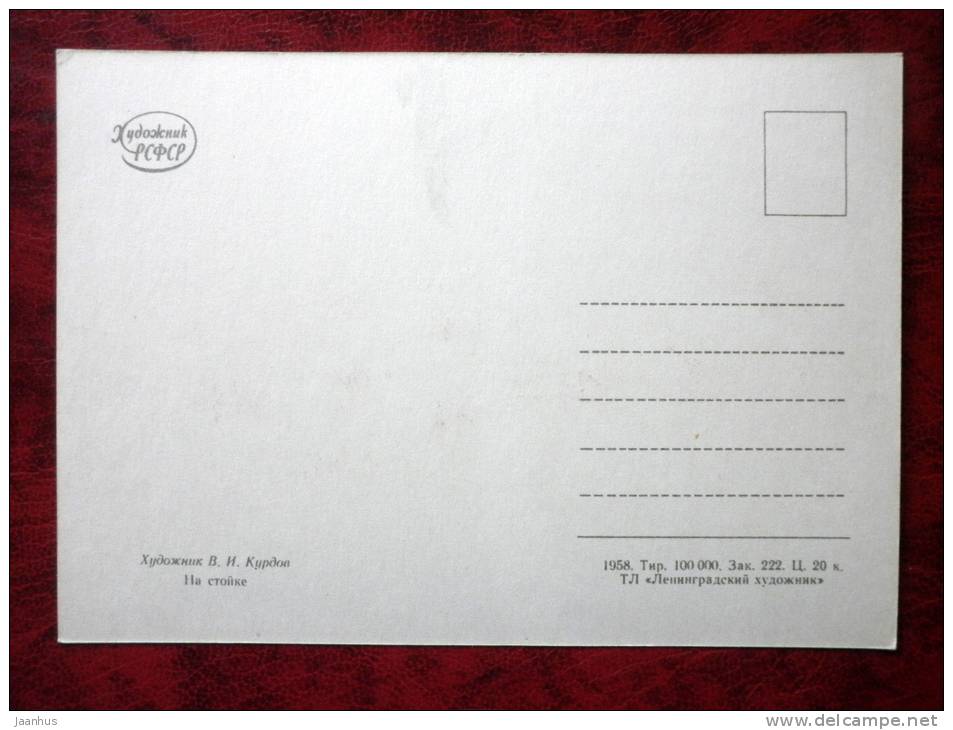 Художник
РСФСР
Художник В. И. Курдов
На стойке
1958. Тир. 100 000. Зак. 222. Ц. 20 к.
ТЛ «Ленинградский художник»
jaanhus
www.delcampe.net